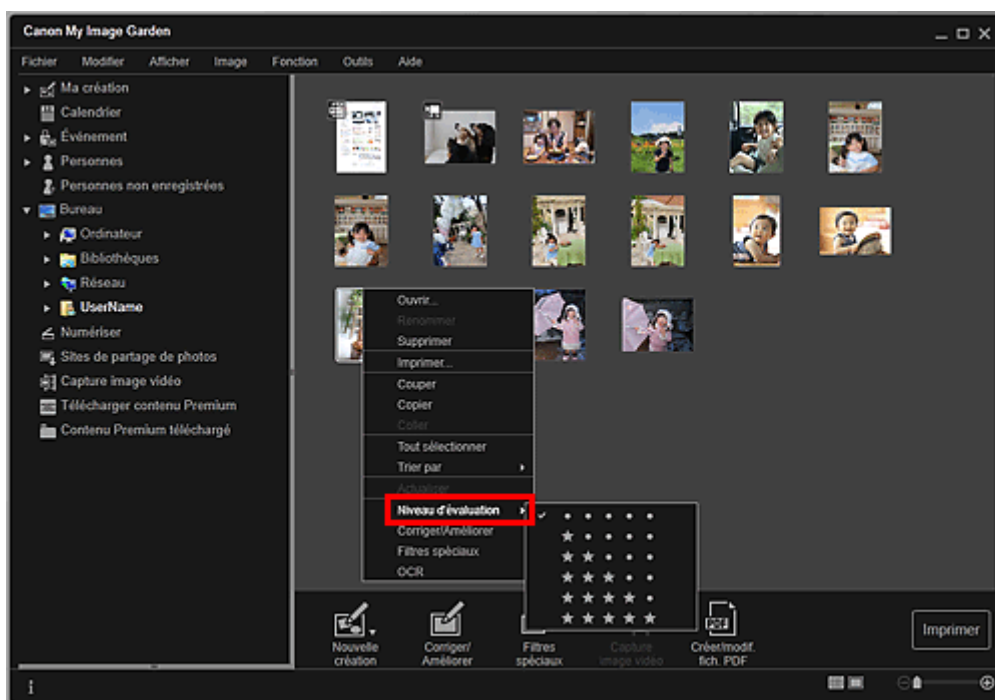 Canon My Image Garden
Fichier Modifier Afficher Image Fonction Outils Aide
Ma création
Calendrier
Événement
Personnes
Personnes non enregistrées
Bureau
Ordinateur
Bibliothèques
Réseau
UserName
Numériser
Sites de partage de photos
Capture image vidéo
Télécharger contenu Premium
Contenu Premium téléchargé
Ouvrir...
Renommer
Supprimer
Imprimer...
Couper
Copier
Coller
Tout sélectionner
Trier par
Actualiser
Niveau d'évaluation
Corriger/Améliorer
Filtres spéciaux
OCR
Nouvelle création
Corriger/ Améliorer
Filtres spéciaux
Capture image vidéo
PDF
Créer/modif. fich. PDF
Imprimer